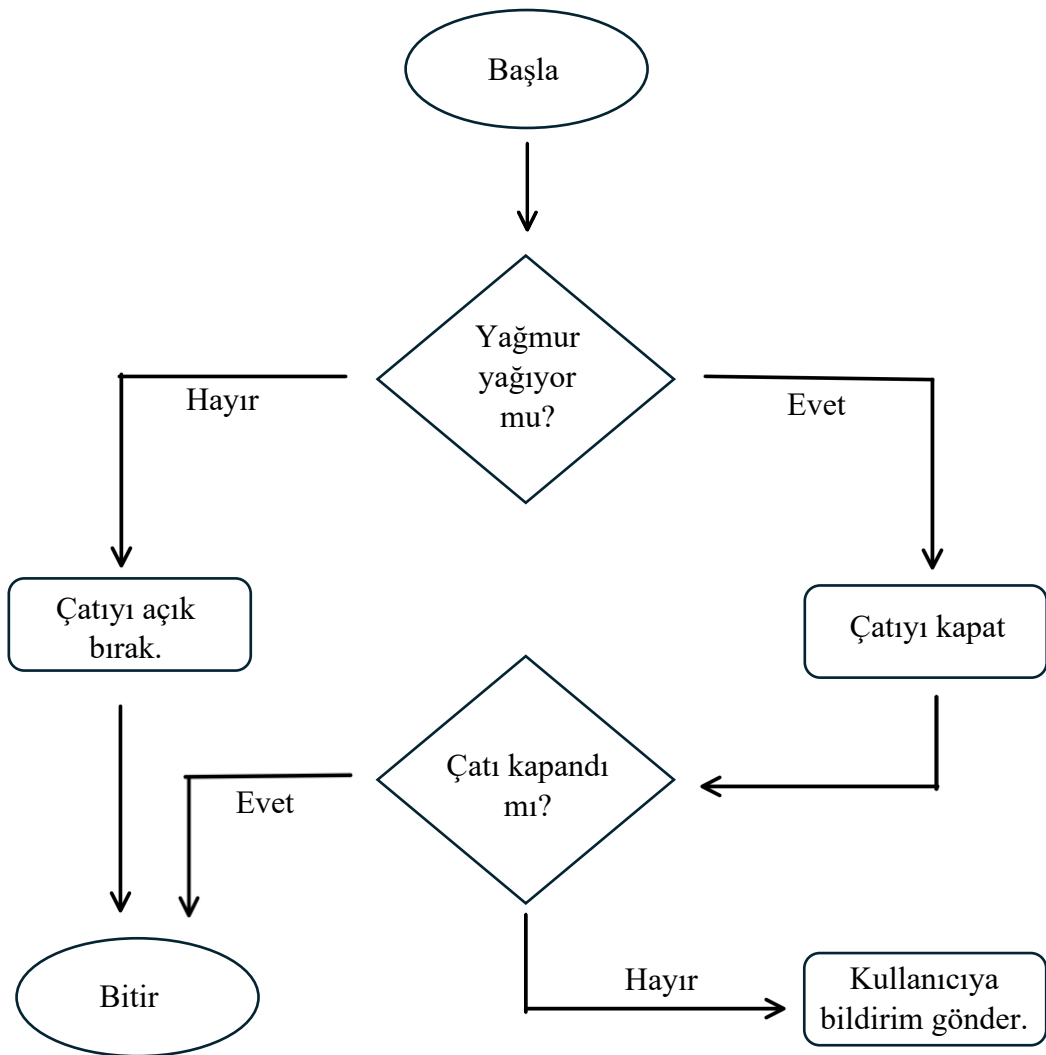 Başla
Yağmur
yağıyor
mu?
Hayır
Evet
Çatıyı açık
bırak.
Çatıyı kapat
Çatı kapandı
mı?
Evet
Bitir
Hayır
Kullanıcıya
bildirim gönder.